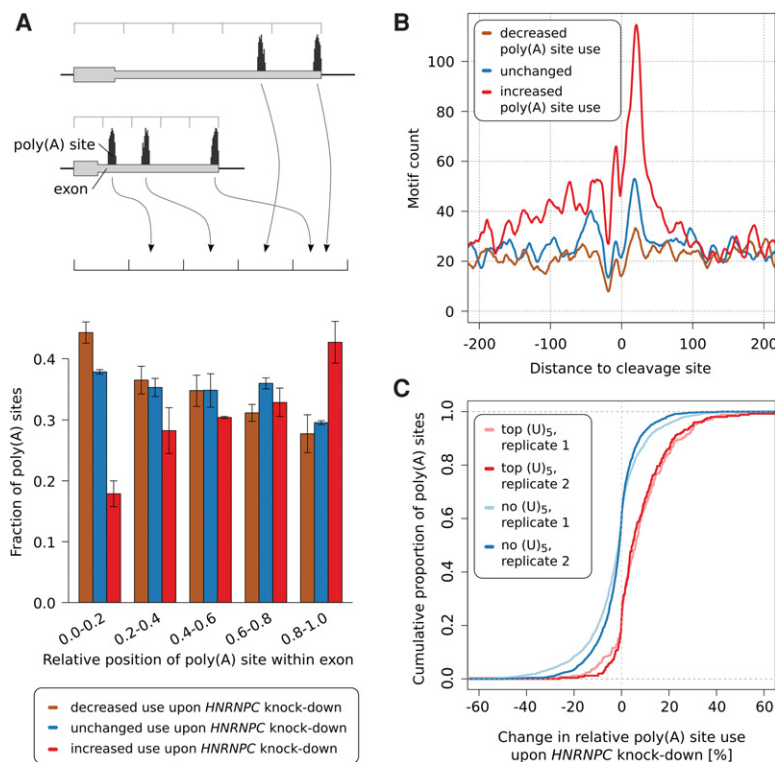 A
poly(A) site
exon
Fraction of poly(A) sites
0.4
0.3
0.2
0.1
0.0
0.0-0.2
0.2-0.4
0.4-0.6
0.6-0.8
0.8-1.0
Relative position of poly(A) site within exon
decreased use upon HNRNPC knock-down
unchanged use upon HNRNPC knock-down
increased use upon HNRNPC knock-down
B
decreased
poly(A) site use
unchanged
increased
poly(A) site use
Motif count
100
80
60
40
20
0
-200
-100
0
100
200
Distance to cleavage site
C
top (U)5,
replicate 1
top (U)5,
replicate 2
no (U)5,
replicate 1
no (U)5,
replicate 2
Cumulative proportion of poly(A) sites
1.0
0.8
0.6
0.4
0.2
0.0
-60
-40
-20
0
20
40
60
Change in relative poly(A) site use
upon HNRNPC knock-down [%]